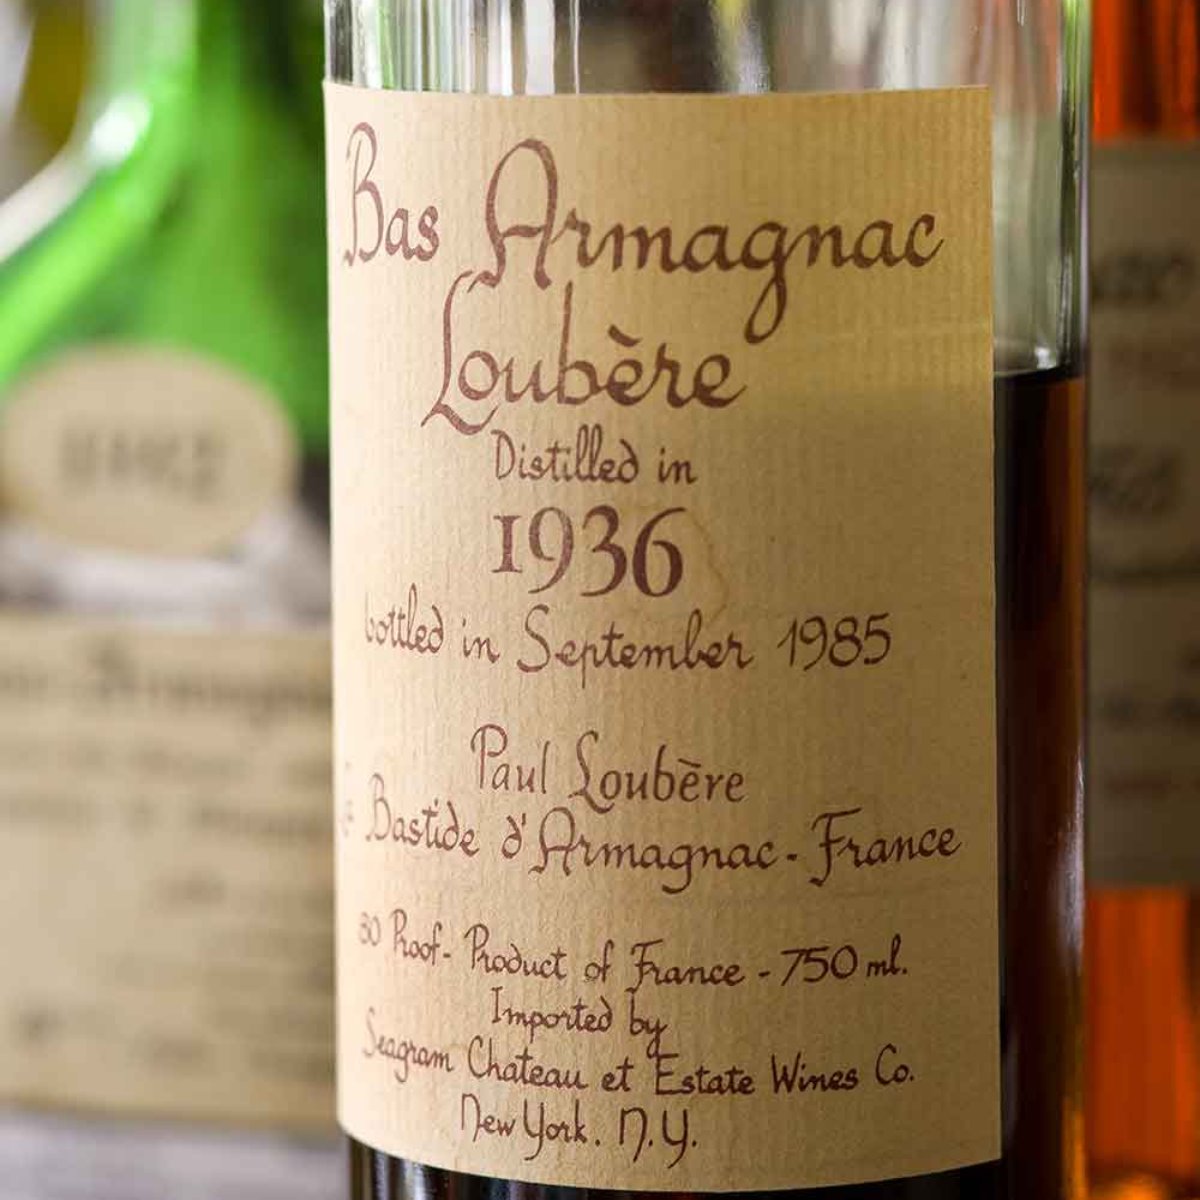 Bas Armagnac
Loubère
Distilled in
1936
bottled in September 1985
Paul Loubère
Bastide d'Armagnac - France
80 Proof - Product of France - 750 ml.
Imported by
Seagram Chateau et Estate Wines Co.
New York. N.Y.